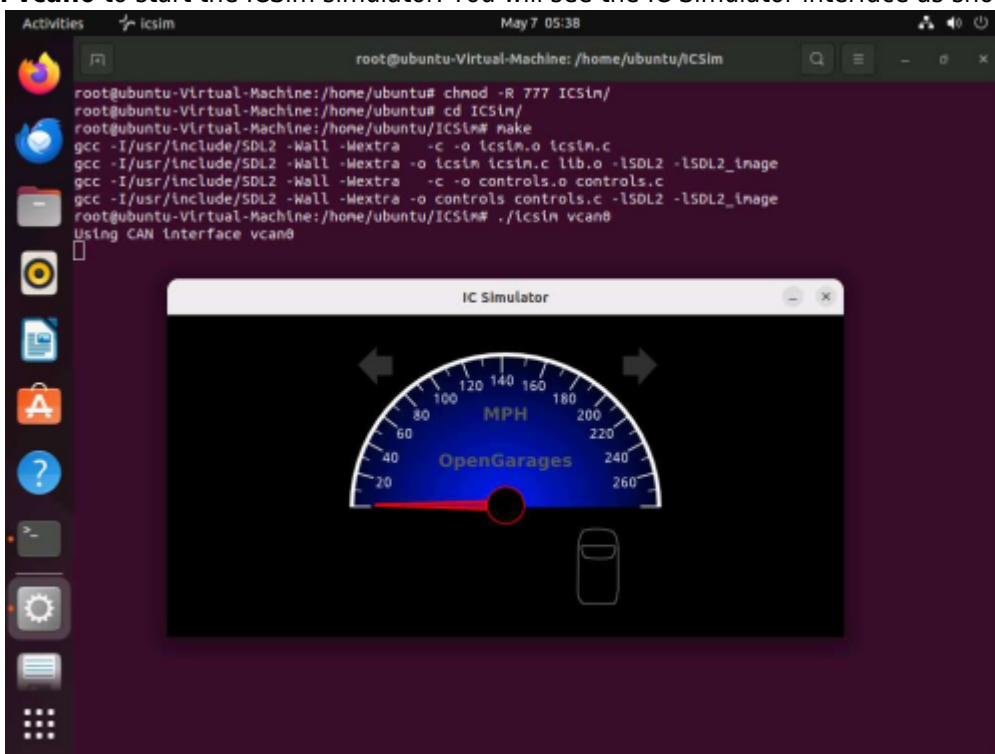 vcan0 to start the ICSim simulator. You will see the IC Simulator interface as sho
Activities icsim May 7 05:38
root@ubuntu-Virtual-Machine: /home/ubuntu/ICSim
root@ubuntu-Virtual-Machine:/home/ubuntu# chmod -R 777 ICSim/
root@ubuntu-Virtual-Machine:/home/ubuntu# cd ICSim/
root@ubuntu-Virtual-Machine:/home/ubuntu/ICSim# make
gcc -I/usr/include/SDL2 -Wall -Wextra -c -o icsim.o icsim.c
gcc -I/usr/include/SDL2 -Wall -Wextra -o icsim icsim.c lib.o -lSDL2 -lSDL2_image
gcc -I/usr/include/SDL2 -Wall -Wextra -c -o controls.o controls.c
gcc -I/usr/include/SDL2 -Wall -Wextra -o controls controls.c -lSDL2 -lSDL2_image
root@ubuntu-Virtual-Machine:/home/ubuntu/ICSim# ./icsim vcan0
Using CAN interface vcan0
IC Simulator
120 140 160
100 180
80 MPH 200
60 220
40 OpenGarages 240
20 260